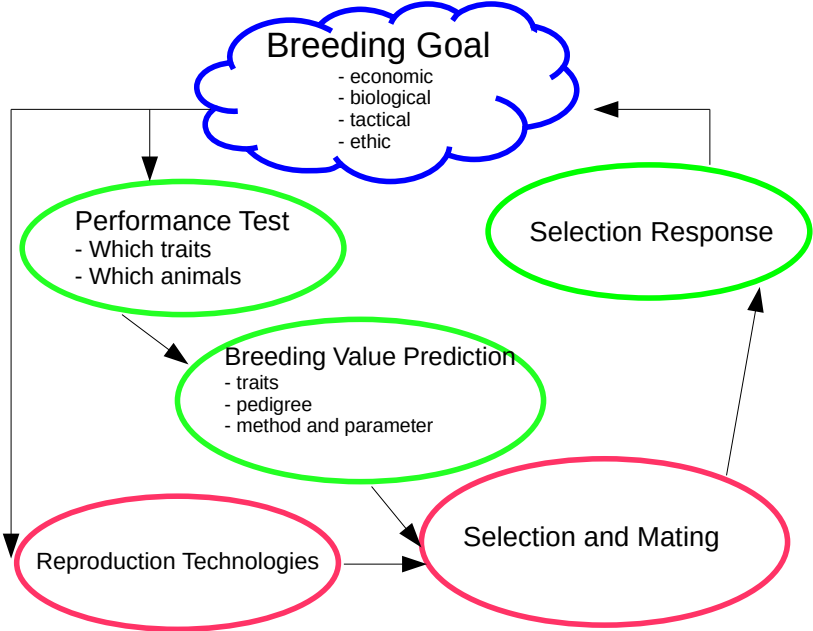 Breeding Goal
- economic
- biological
- tactical
- ethic
Performance Test
- Which traits
- Which animals
Selection Response
Breeding Value Prediction
- traits
- pedigree
- method and parameter
Selection and Mating
Reproduction Technologies